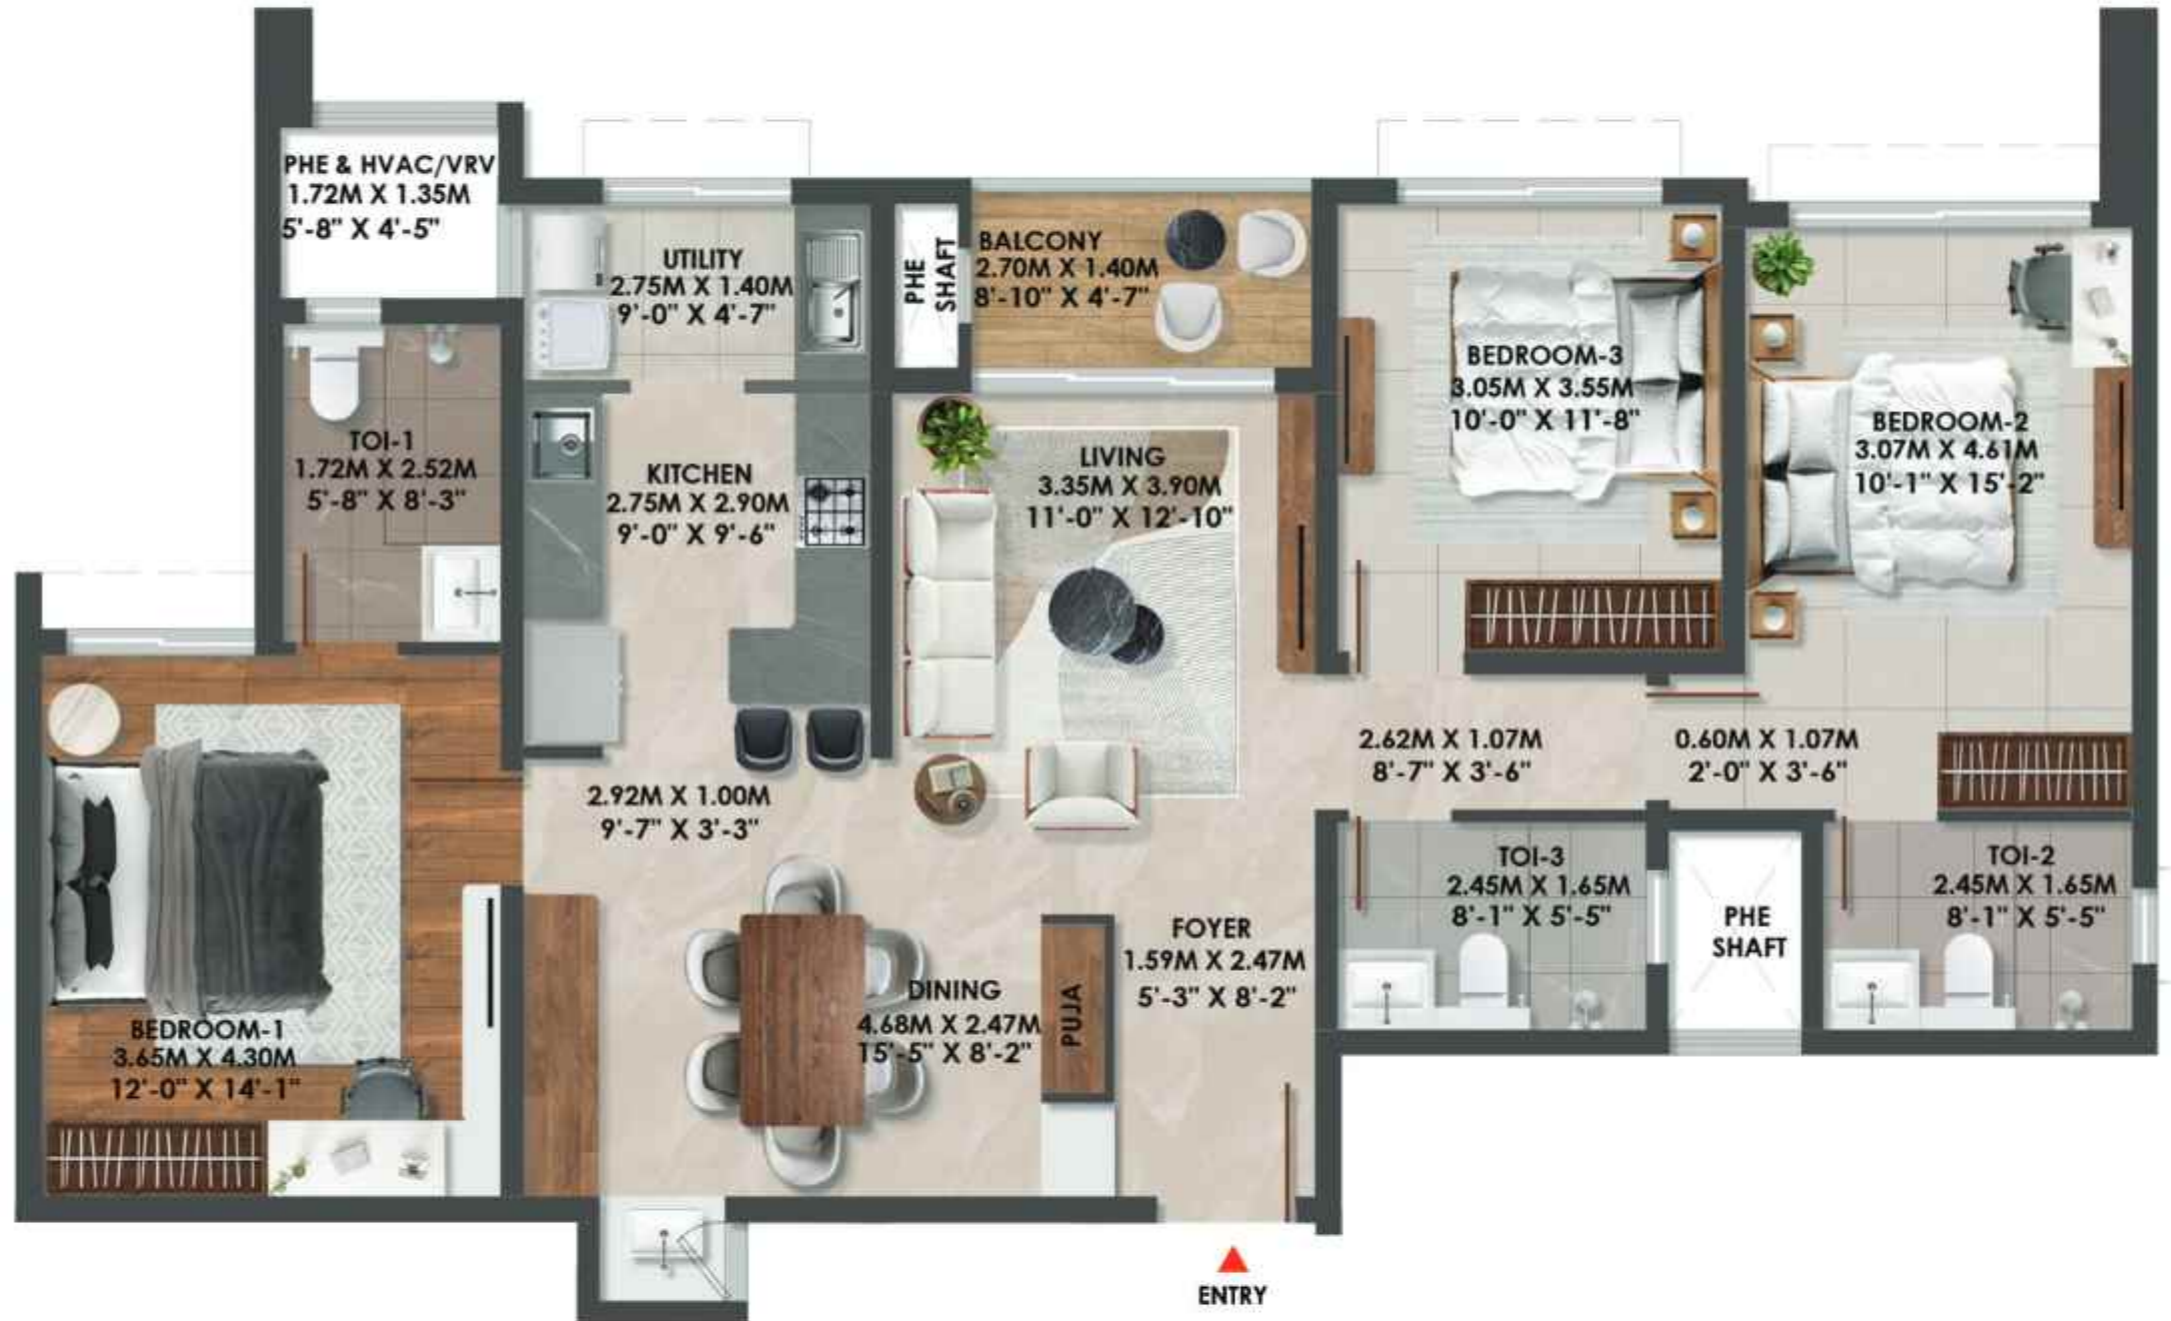 PHE & HVAC/VRV
1.72M X 1.35M
5'-8" X 4'-5"
UTILITY
2.75M X 1.40M
9'-0" X 4'-7"
PHE
SHAFT
BALCONY
2.70M X 1.40M
8'-10" X 4'-7"
BEDROOM-3
3.05M X 3.55M
10'-0" X 11'-8"
BEDROOM-2
3.07M X 4.61M
10'-1" X 15'-2"
TOI-1
1.72M X 2.52M
5'-8" X 8'-3"
KITCHEN
2.75M X 2.90M
9'-0" X 9'-6"
LIVING
3.35M X 3.90M
11'-0" X 12'-10"
2.62M X 1.07M
8'-7" X 3'-6"
0.60M X 1.07M
2'-0" X 3'-6"
2.92M X 1.00M
9'-7" X 3'-3"
TOI-3
2.45M X 1.65M
8'-1" X 5'-5"
PHE
SHAFT
TOI-2
2.45M X 1.65M
8'-1" X 5'-5"
FOYER
1.59M X 2.47M
5'-3" X 8'-2"
DINING
4.68M X 2.47M
15'-5" X 8'-2"
PUJA
BEDROOM-1
3.65M X 4.30M
12'-0" X 14'-1"
ENTRY